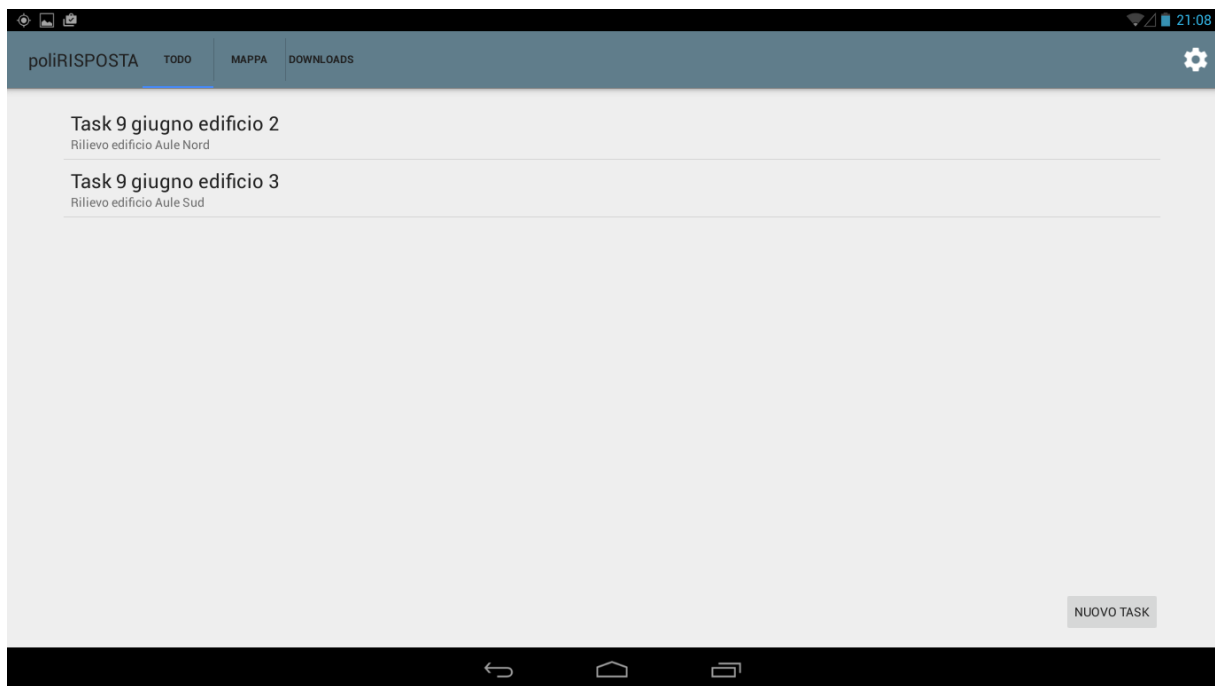 21:08
poliRISPOSTA TODO MAPPA DOWNLOADS
Task 9 giugno edificio 2
Rilievo edificio Aule Nord
Task 9 giugno edificio 3
Rilievo edificio Aule Sud
NUOVO TASK